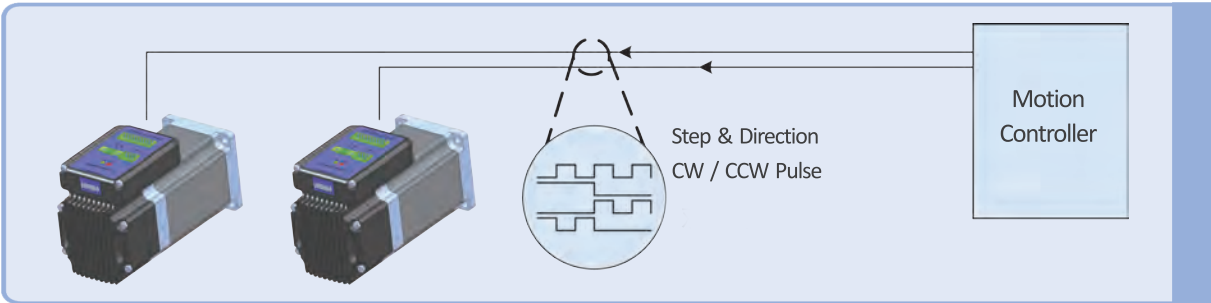 Step & Direction
CW / CCW Pulse
Motion
Controller